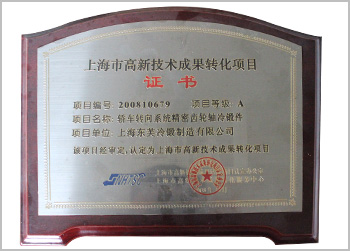 上海市高新技术成果转化项目
证书
项目编号: 200810679 项目等级: A
项目名称: 轿车转向系统精密齿轮轴冷锻件
项目单位: 上海东芙冷锻制造有限公司
该项目经审定,认定为上海市高新技术成果转化项目